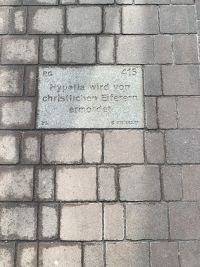 415
Hypatia wird von
christlichen Eiferern
ermordet